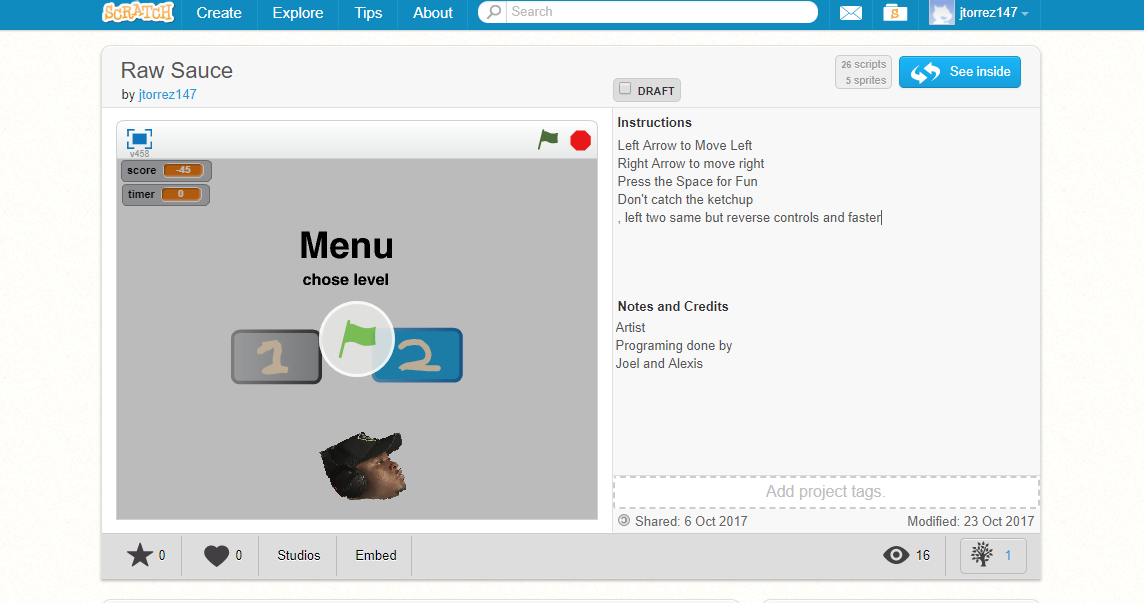 SCRATCH Create Explore Tips About Search jtorrez147
Raw Sauce
by jtorrez147
DRAFT
26 scripts
5 sprites
See inside
v458
score -45
timer 0
Menu
chose level
1 2
Instructions
Left Arrow to Move Left
Right Arrow to move right
Press the Space for Fun
Don't catch the ketchup
, left two same but reverse controls and faster
Notes and Credits
Artist
Programing done by
Joel and Alexis
Add project tags.
Shared: 6 Oct 2017 Modified: 23 Oct 2017
0 0 Studios Embed 16 1